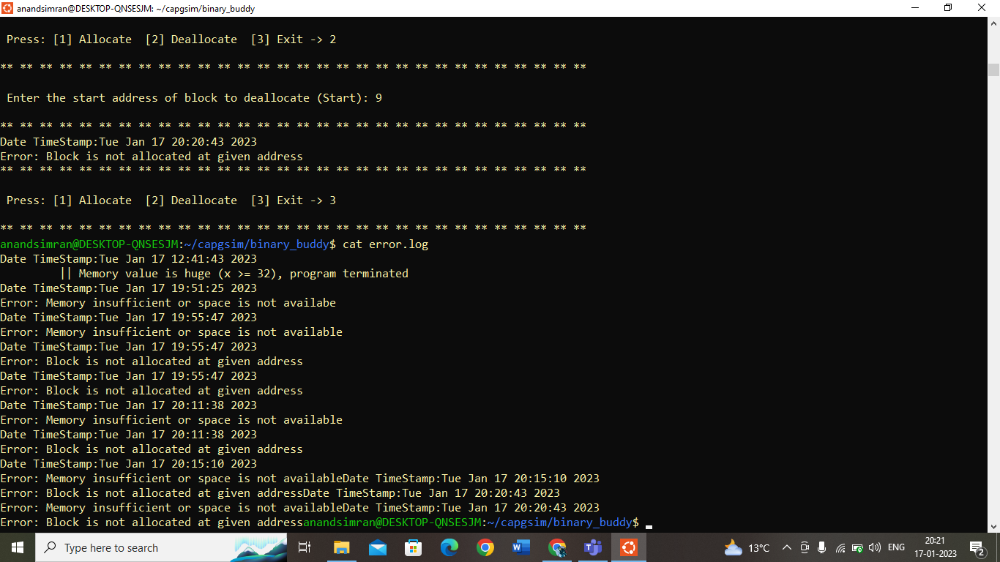 anandsimran@DESKTOP-QNSESJM: ~/capgsim/binary_buddy
Press: [1] Allocate  [2] Deallocate  [3] Exit -> 2
** ** ** ** ** ** ** ** ** ** ** ** ** ** ** ** ** ** ** ** ** ** ** ** ** ** ** ** ** **
Enter the start address of block to deallocate (Start): 9
** ** ** ** ** ** ** ** ** ** ** ** ** ** ** ** ** ** ** ** ** ** ** ** ** ** ** ** ** **
Date TimeStamp:Tue Jan 17 20:20:43 2023
Error: Block is not allocated at given address
** ** ** ** ** ** ** ** ** ** ** ** ** ** ** ** ** ** ** ** ** ** ** ** ** ** ** ** ** **
Press: [1] Allocate  [2] Deallocate  [3] Exit -> 3
** ** ** ** ** ** ** ** ** ** ** ** ** ** ** ** ** ** ** ** ** ** ** ** ** ** ** ** ** **
anandsimran@DESKTOP-QNSESJM:~/capgsim/binary_buddy$ cat error.log
Date TimeStamp:Tue Jan 17 12:41:43 2023
|| Memory value is huge (x >= 32), program terminated
Date TimeStamp:Tue Jan 17 19:51:25 2023
Error: Memory insufficient or space is not availabe
Date TimeStamp:Tue Jan 17 19:55:47 2023
Error: Memory insufficient or space is not available
Date TimeStamp:Tue Jan 17 19:55:47 2023
Error: Block is not allocated at given address
Date TimeStamp:Tue Jan 17 19:55:47 2023
Error: Block is not allocated at given address
Date TimeStamp:Tue Jan 17 20:11:38 2023
Error: Memory insufficient or space is not available
Date TimeStamp:Tue Jan 17 20:11:38 2023
Error: Block is not allocated at given address
Date TimeStamp:Tue Jan 17 20:15:10 2023
Error: Memory insufficient or space is not availableDate TimeStamp:Tue Jan 17 20:15:10 2023
Error: Block is not allocated at given addressDate TimeStamp:Tue Jan 17 20:20:43 2023
Error: Memory insufficient or space is not availableDate TimeStamp:Tue Jan 17 20:20:43 2023
Error: Block is not allocated at given addressanandsimran@DESKTOP-QNSESJM:~/capgsim/binary_buddy$
Type here to search
13°C
ENG
20:21
17-01-2023
2